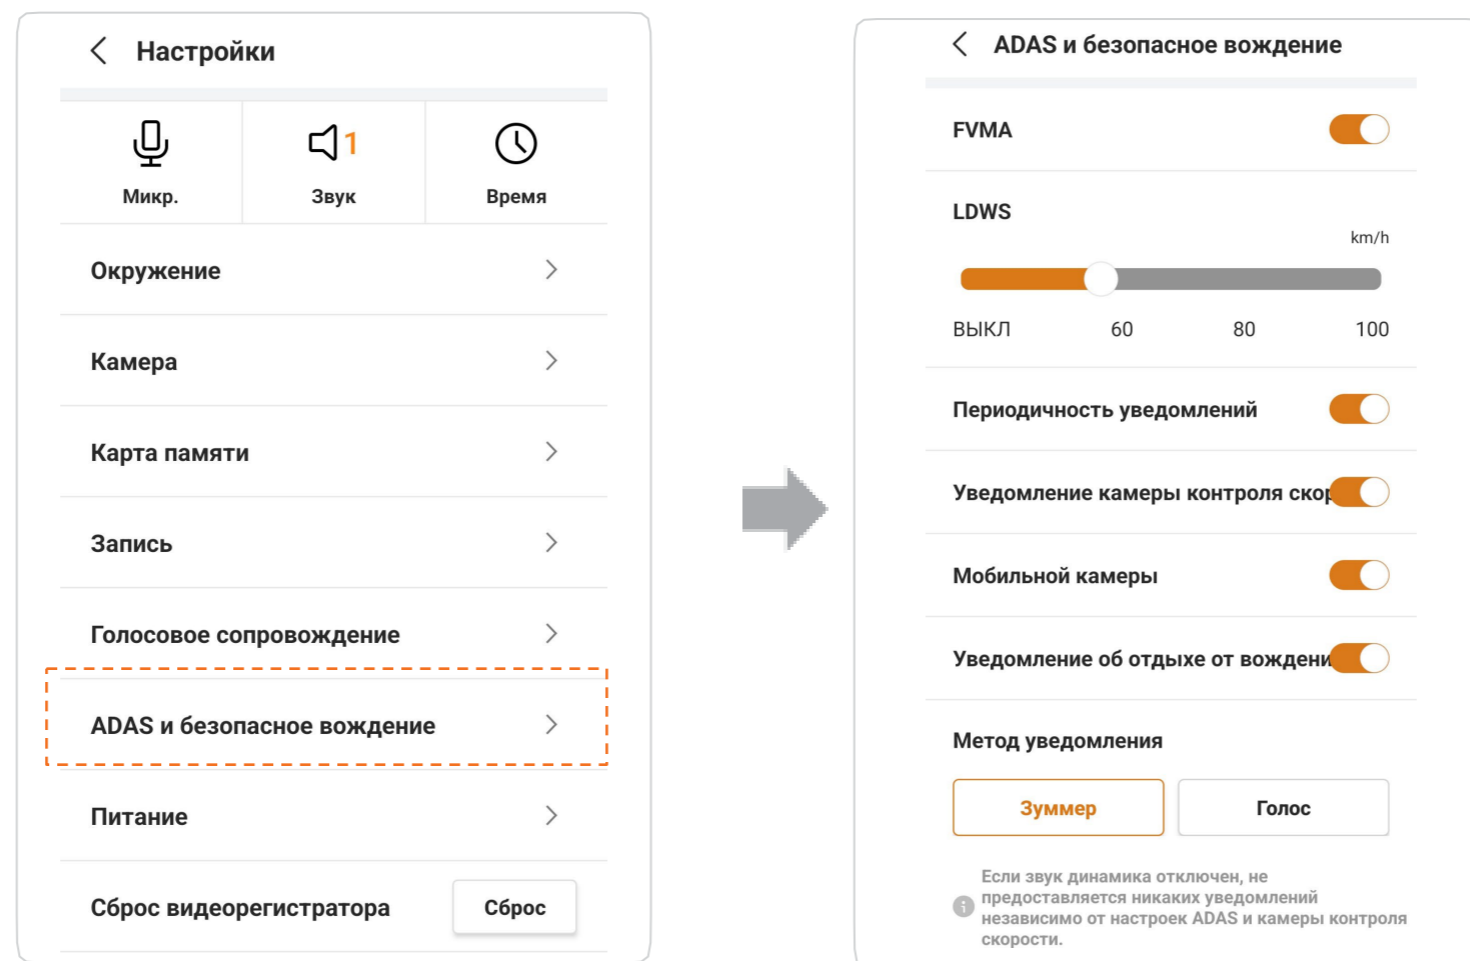 Настройки
1
Микр.
Звук
Время
Окружение
Камера
Карта памяти
Запись
Голосовое сопровождение
ADAS и безопасное вождение
Питание
Сброс видеорегистратора
Сброс
ADAS и безопасное вождение
FVMA
LDWS
km/h
ВЫКЛ 60 80 100
Периодичность уведомлений
Уведомление камеры контроля скор
Мобильной камеры
Уведомление об отдыхе от вождени
Метод уведомления
Зуммер
Голос
Если звук динамика отключен, не
предоставляется никаких уведомлений
независимо от настроек ADAS и камеры контроля
скорости.